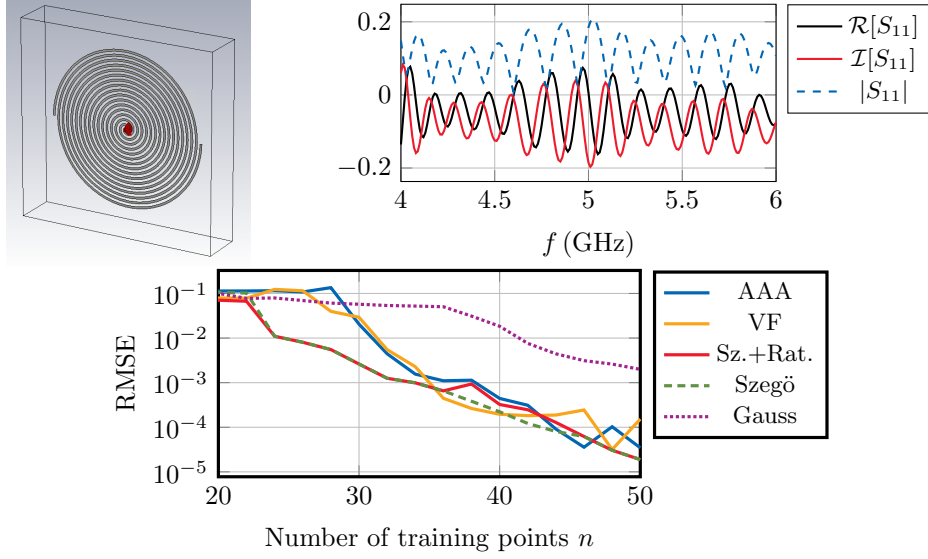 0.2
0
−0.2
4
4.5
5
5.5
6
f (GHz)
R[S₁₁]
I[S₁₁]
|S₁₁|
10⁻¹
10⁻²
10⁻³
10⁻⁴
10⁻⁵
RMSE
20
30
40
50
Number of training points n
AAA
VF
Sz.+Rat.
Szegö
Gauss